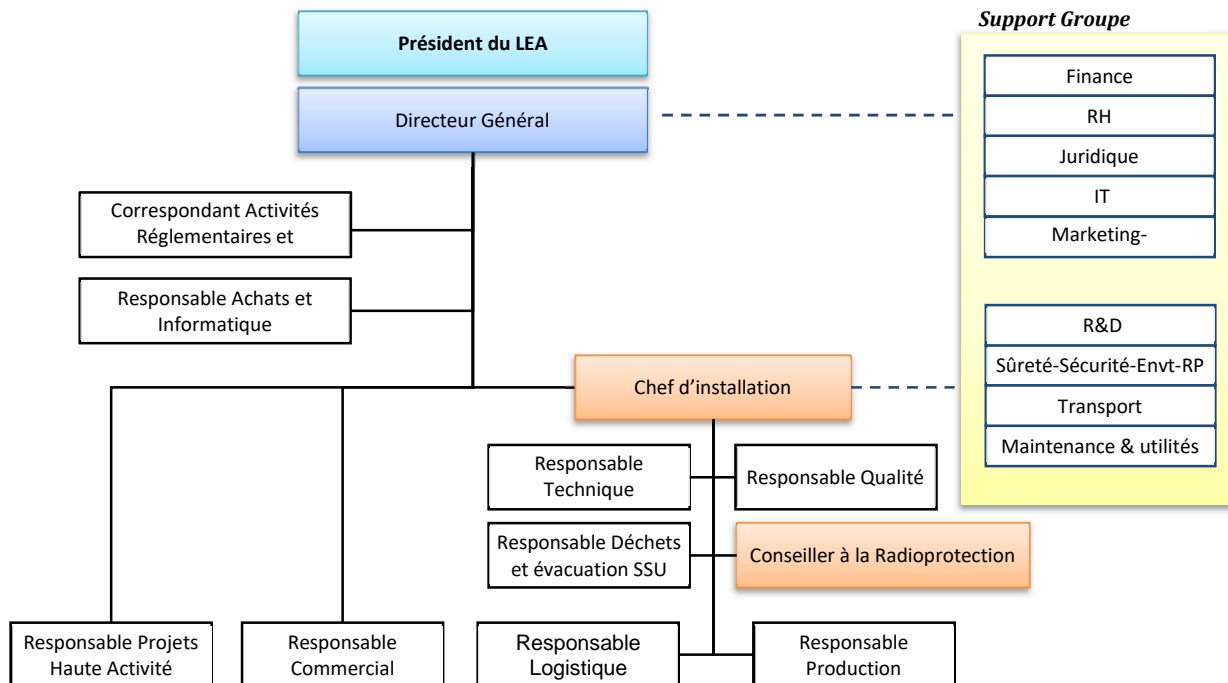 Support Groupe
Président du LEA
Directeur Général
Finance
RH
Juridique
IT
Marketing-
R&D
Sûreté-Sécurité-Envt-RP
Transport
Maintenance & utilités
Correspondant Activités
Réglementaires et
Responsable Achats et
Informatique
Chef d’installation
Responsable
Technique
Responsable Qualité
Responsable Déchets
et évacuation SSU
Conseiller à la Radioprotection
Responsable Projets
Haute Activité
Responsable
Commercial
Responsable
Logistique
Responsable
Production